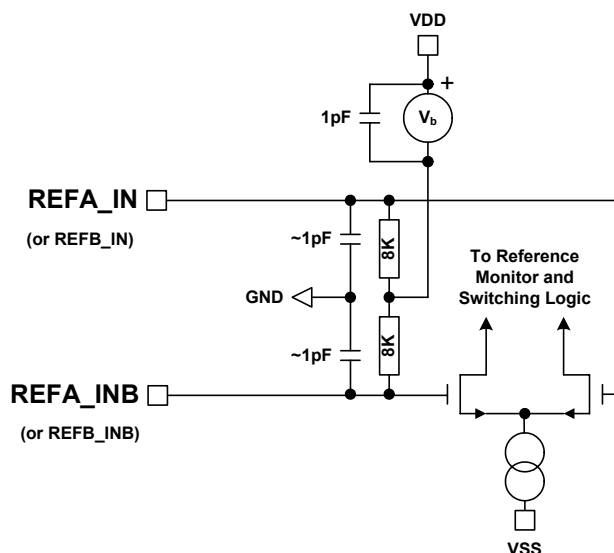 VDD
+
1pF
Vb
REFA_IN
(or REFB_IN)
~1pF
8K
To Reference
Monitor and
Switching Logic
GND
~1pF
8K
REFA_INB
(or REFB_INB)
VSS